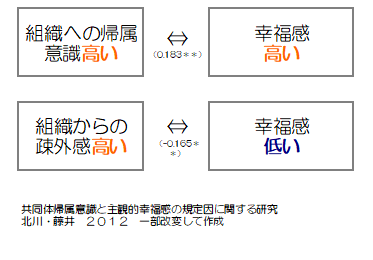 組織への帰属
意識高い
⇔
(0.183**)
幸福感
高い
組織からの
疎外感高い
⇔
(-0.165*
*)
幸福感
低い
共同体帰属意識と主観的幸福感の規定因に関する研究
北川・藤井 2012 一部改変して作成